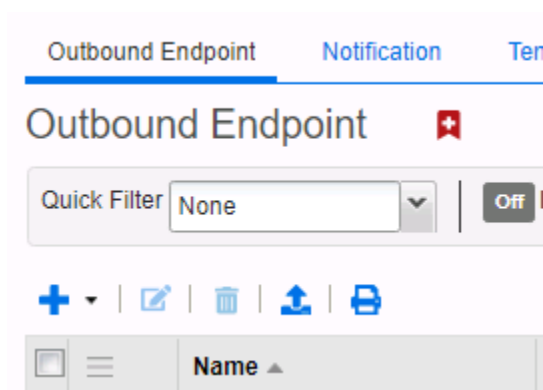 Outbound Endpoint Notification
Outbound Endpoint
Quick Filter None Off
Name